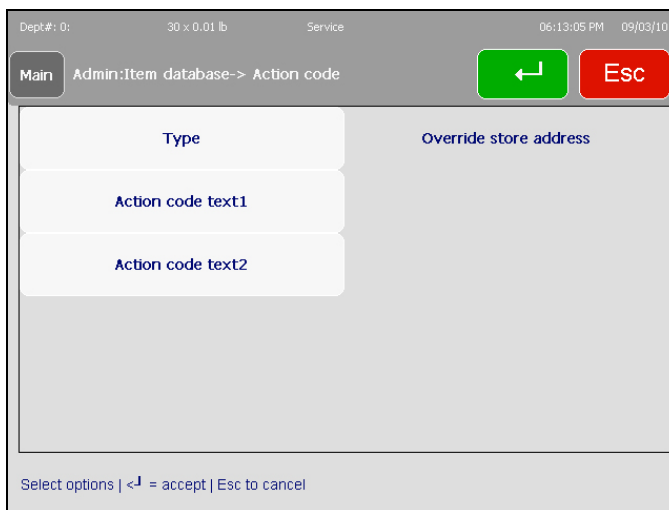 Dept#: 0: 30 x 0.01 lb Service 06:13:05 PM 09/03/10
Main Admin:Item database-> Action code ↵ Esc
Type Override store address
Action code text1
Action code text2
Select options | <┘ = accept | Esc to cancel